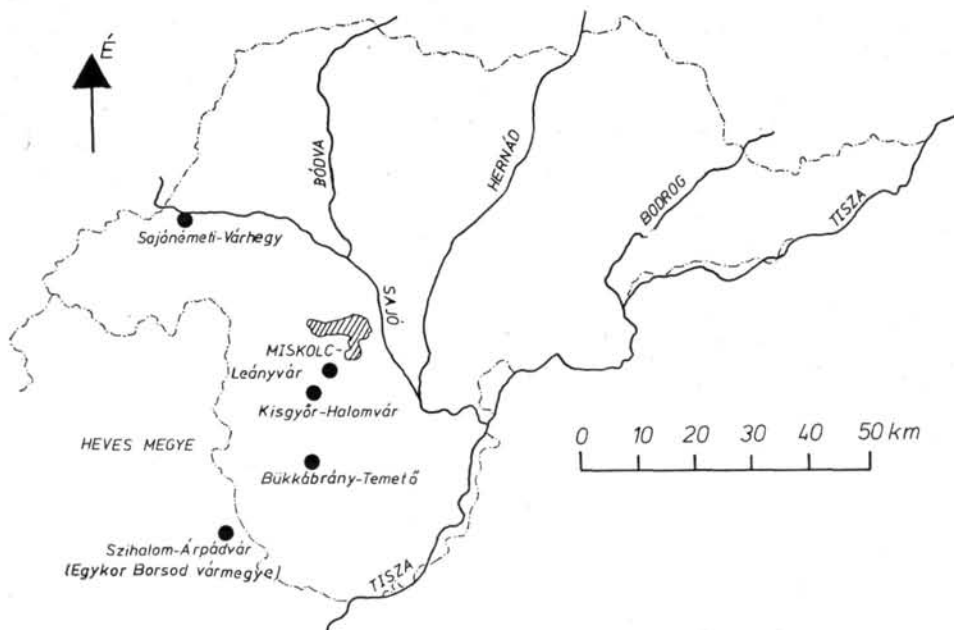 É
BÓDVA
HERNÁD
BODROG
TISZA
Sajónémeti-Várhegy
SAJÓ
MISKOLC-
Leányvár
Kisgyőr-Halomvár
HEVES MEGYE
Bükkábrány-Temető
0 10 20 30 40 50 km
Szihalom-Árpádvár
(Egykor Borsod vármegye)
TISZA